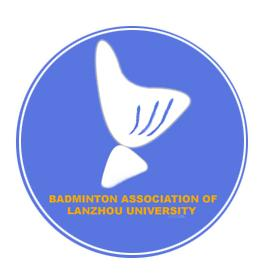 BADMINTON ASSOCIATION OF
LANZHOU UNIVERSITY